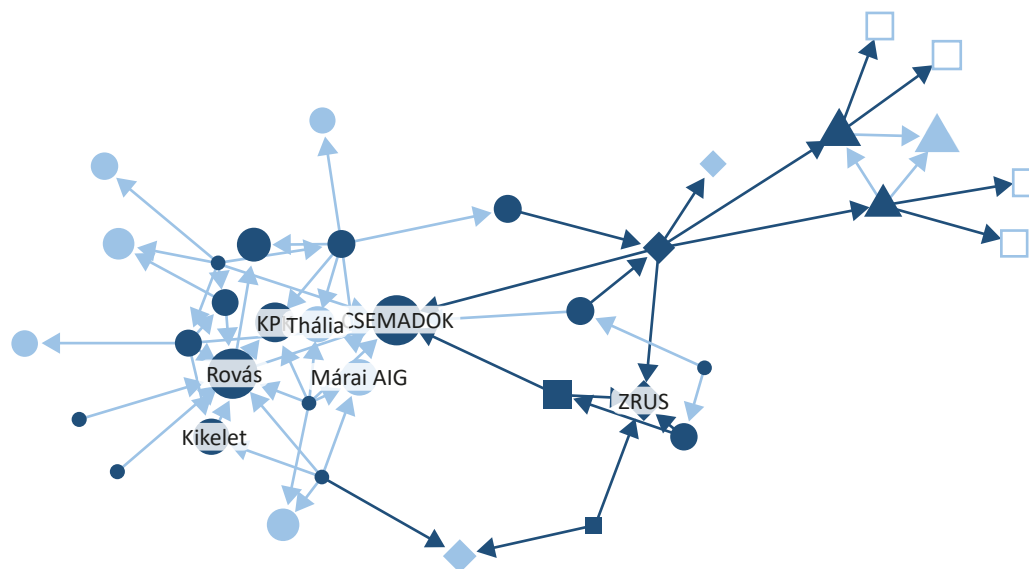 KP
Thália
CSEMADOK
Rovás
Márai AIG
ZRUS
Kikelet